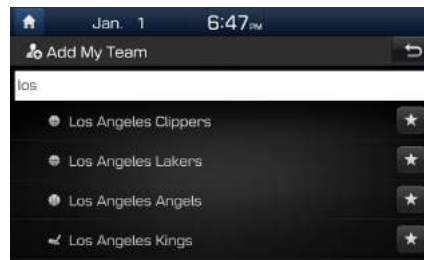 Jan. 1 6:47PM
Add My Team
los
Los Angeles Clippers
Los Angeles Lakers
Los Angeles Angels
Los Angeles Kings